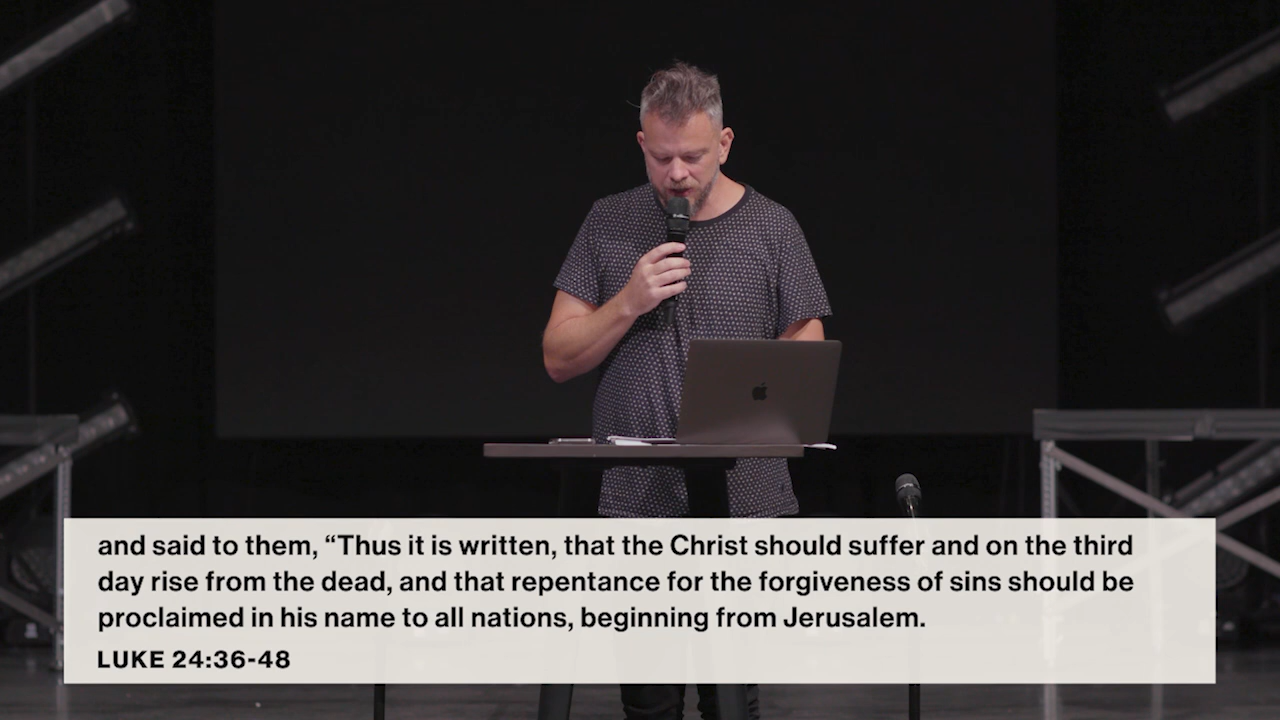 and said to them, “Thus it is written, that the Christ should suffer and on the third
day rise from the dead, and that repentance for the forgiveness of sins should be
proclaimed in his name to all nations, beginning from Jerusalem.
LUKE 24:36-48